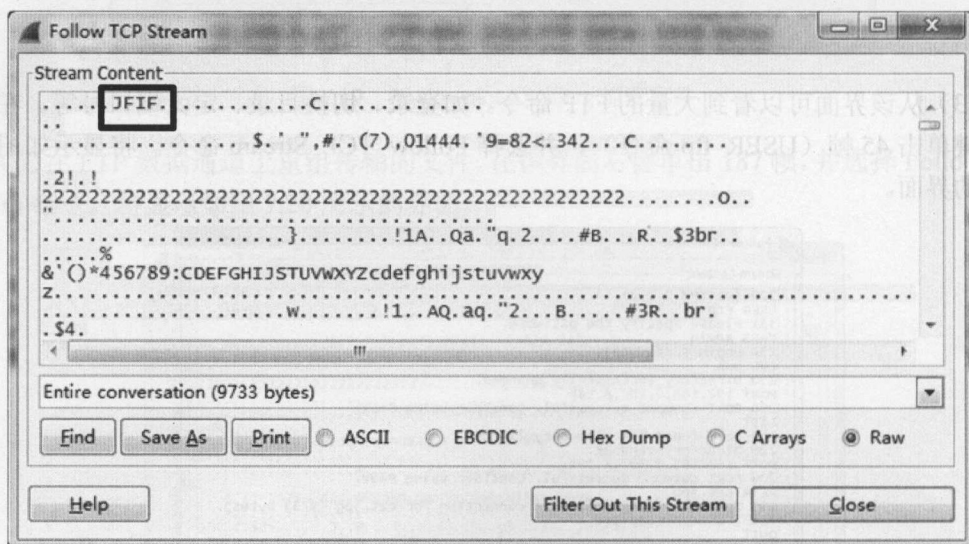 Follow TCP Stream
Stream Content
......JFIF...........C.....
..
...................$. .' ",#..(7),01444 '9=82<.342...C.......
.2!.!
22222222222222222222222222222222222222222222222222........O..
"......................
.....................}........!1A..Qa."q.2....#B...R..$3br..
.....%
&'()*456789:CDEFGHIJSTUVWXYZcdefghijstuvwxy
z...............................................................................
.....................w.......!1..AQ.aq."2...B.....#3R..br.
.$4.
Entire conversation (9733 bytes)
Find
Save As
Print
ASCII
EBCDIC
Hex Dump
C Arrays
Raw
Help
Filter Out This Stream
Close